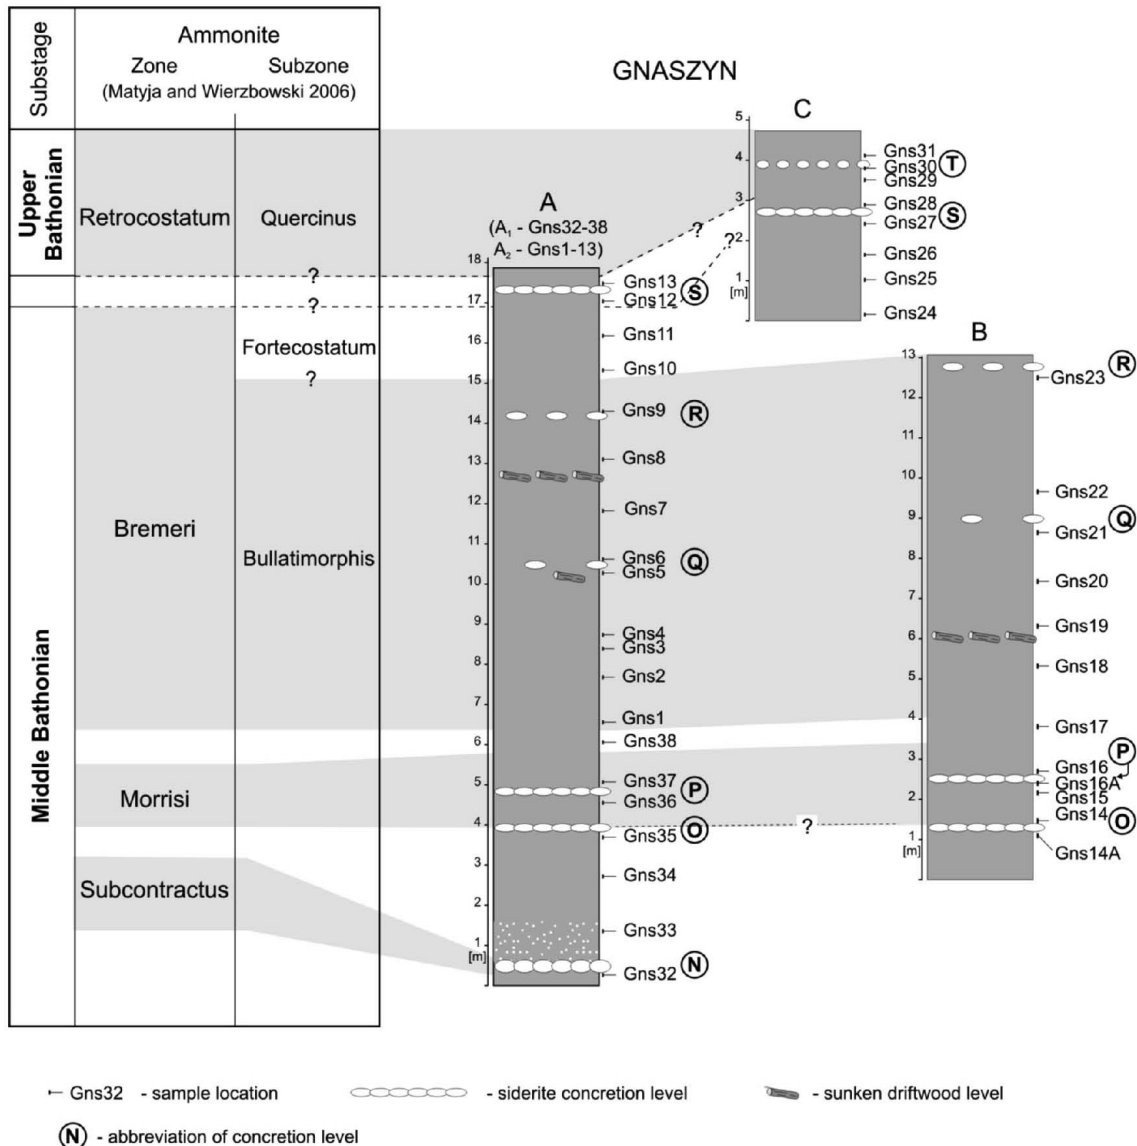 Substage
Ammonite
Zone
Subzone
(Matyja and Wierzbowski 2006)
Upper Bathonian
Retrocostatum
Quercinus
?
?
Fortecostatum
?
Middle Bathonian
Bremeri
Bullatimorphis
Morrisi
Subcontractus
GNASZYN
A
(A₁ - Gns32-38
A₂ - Gns1-13)
18
17
16
15
14
13
12
11
10
9
8
7
6
5
4
3
2
1
[m]
Gns13
S
Gns12
Gns11
Gns10
Gns9
R
Gns8
Gns7
Gns6
Q
Gns5
Gns4
Gns3
Gns2
Gns1
Gns38
Gns37
P
Gns36
O
Gns35
Gns34
Gns33
N
Gns32
?
?
?
C
5
4
3
2
1
[m]
Gns31
Gns30
T
Gns29
Gns28
S
Gns27
Gns26
Gns25
Gns24
B
13
12
11
10
9
8
7
6
5
4
3
2
1
[m]
R
Gns23
Gns22
Q
Gns21
Gns20
Gns19
Gns18
Gns17
P
Gns16
Gns16A
Gns15
Gns14
O
Gns14A
Gns32 - sample location
- siderite concretion level
- sunken driftwood level
N - abbreviation of concretion level